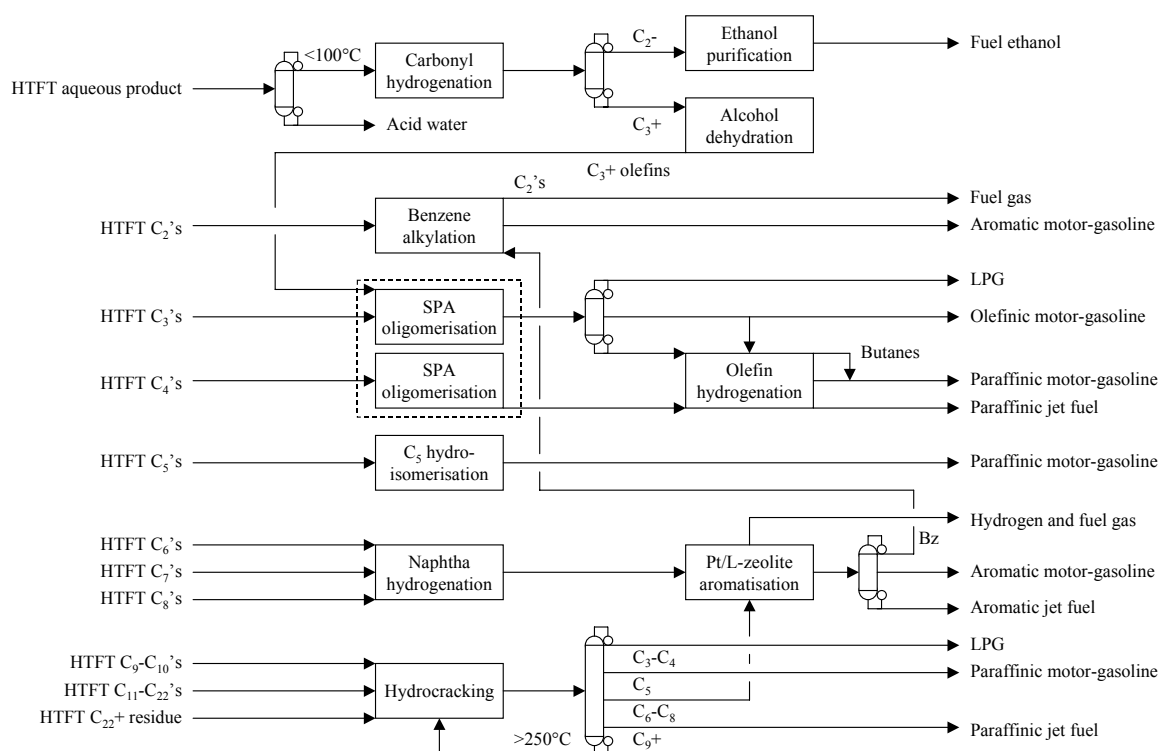 C₂-
Ethanol
purification
Fuel ethanol
<100°C
Carbonyl
hydrogenation
HTFT aqueous product
Acid water
C₃+
Alcohol
dehydration
C₃+ olefins
C₂’s
Fuel gas
HTFT C₂’s
Benzene
alkylation
Aromatic motor-gasoline
LPG
HTFT C₃’s
SPA
oligomerisation
Olefinic motor-gasoline
Butanes
HTFT C₄’s
SPA
oligomerisation
Olefin
hydrogenation
Paraffinic motor-gasoline
Paraffinic jet fuel
HTFT C₅’s
C₅ hydro-
isomerisation
Paraffinic motor-gasoline
Hydrogen and fuel gas
Bz
HTFT C₆’s
HTFT C₇’s
HTFT C₈’s
Naphtha
hydrogenation
Pt/L-zeolite
aromatisation
Aromatic motor-gasoline
Aromatic jet fuel
LPG
HTFT C₉-C₁₀’s
HTFT C₁₁-C₂₂’s
HTFT C₂₂+ residue
Hydrocracking
C₃-C₄
Paraffinic motor-gasoline
C₅
C₆-C₈
Paraffinic jet fuel
>250°C
C₉+